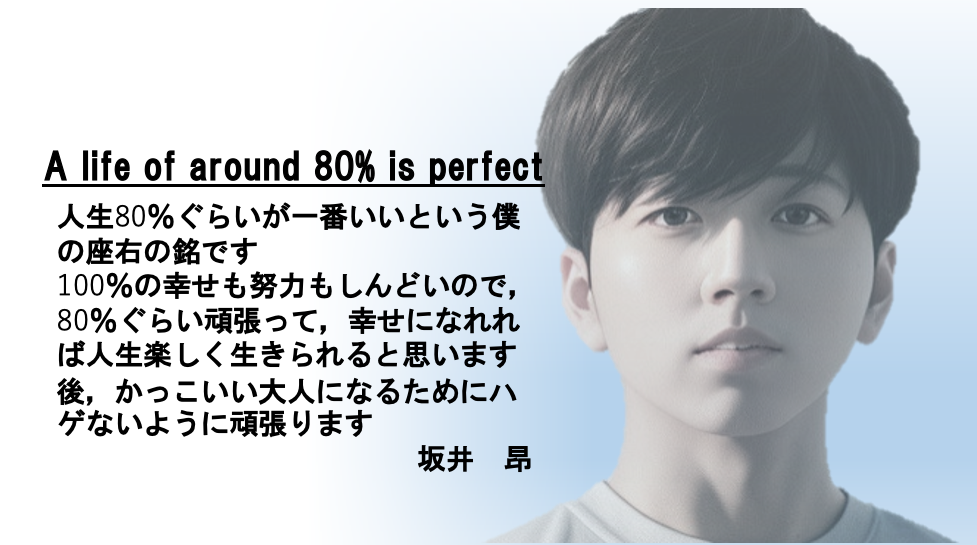 A life of around 80% is perfect
人生80%ぐらいが一番いいという僕
の座右の銘です
100%の幸せも努力もしんどいので，
80%ぐらい頑張って，幸せになれれ
ば人生楽しく生きられると思います
後，かっこいい大人になるためにハ
ゲないように頑張ります
坂井　昂